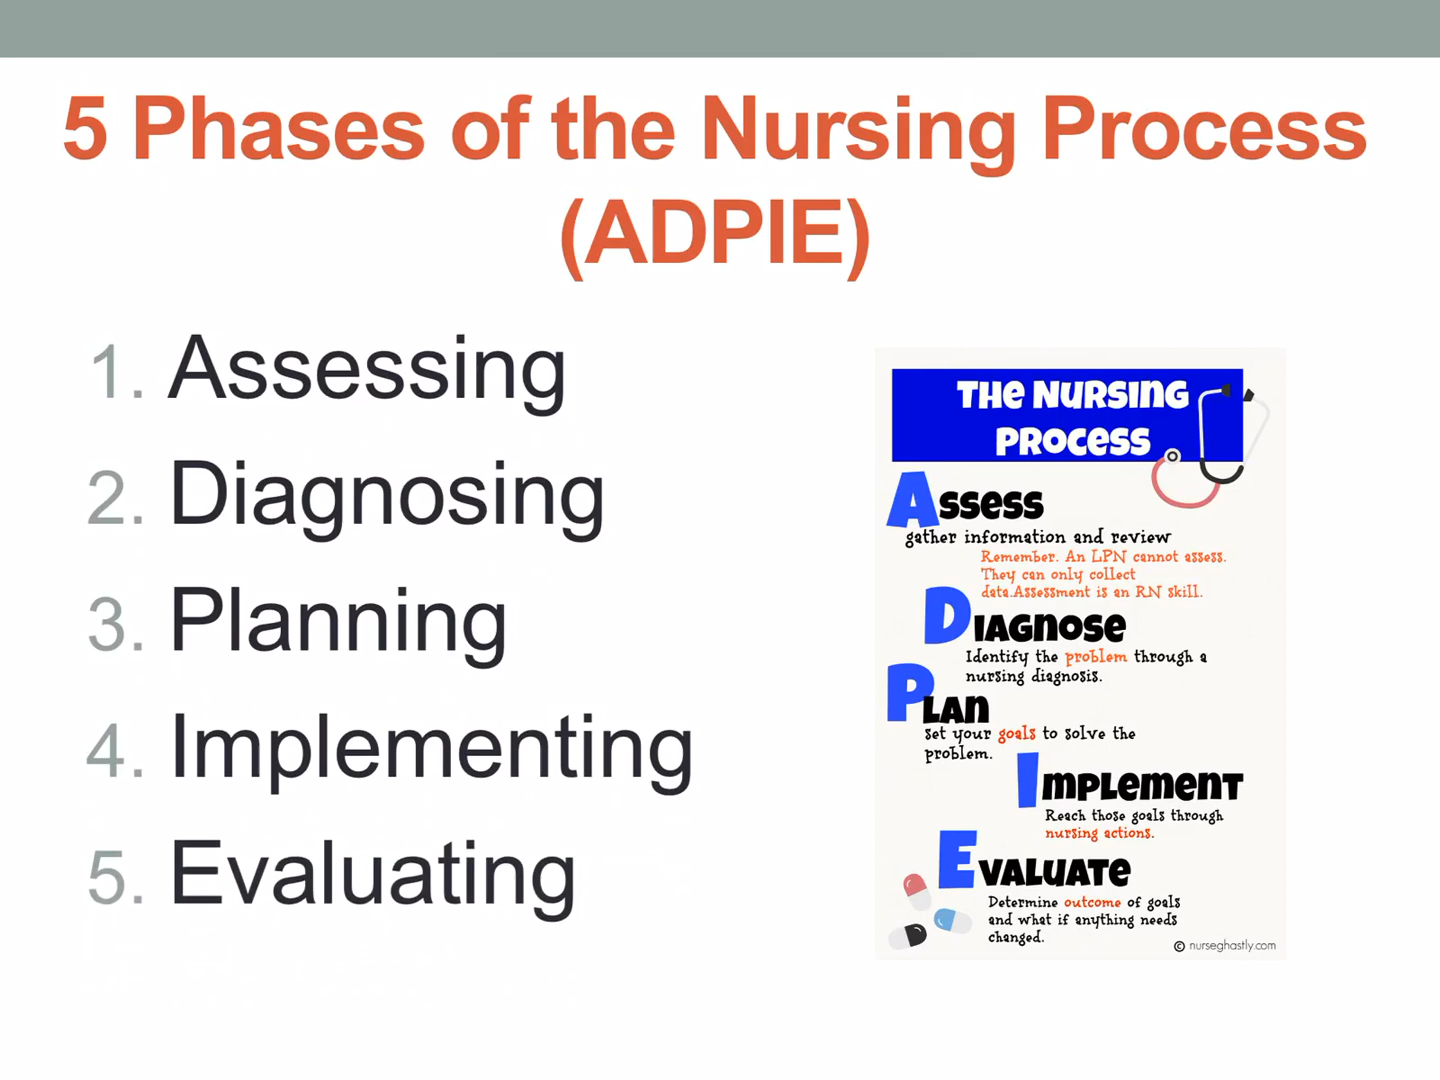 5 Phases of the Nursing Process
(ADPIE)
1. Assessing
2. Diagnosing
3. Planning
4. Implementing
5. Evaluating
THE NURSING
PROCESS
ASSESS
gather information and review
Remember. An LPN cannot assess.
They can only collect
data.Assessment is an RN skill.
DIAGNOSE
Identify the problem through a
nursing diagnosis.
PLAN
set your goals to solve the
problem.
IMPLEMENT
Reach those goals through
nursing actions.
EVALUATE
Determine outcome of goals
and what if anything needs
changed.
© nurseghastly.com